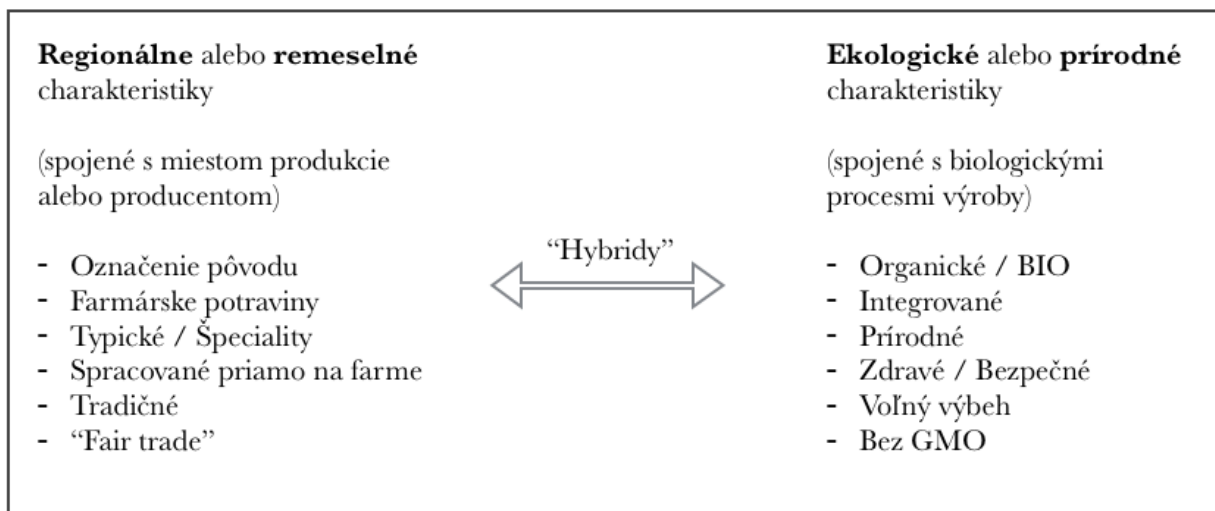 Regionálne alebo remeselné
charakteristiky
(spojené s miestom produkcie
alebo producentom)
- Označenie pôvodu
- Farmárske potraviny
- Typické / Špeciality
- Spracované priamo na farme
- Tradičné
- “Fair trade”
“Hybridy”
Ekologické alebo prírodné
charakteristiky
(spojené s biologickými
procesmi výroby)
- Organické / BIO
- Integrované
- Prírodné
- Zdravé / Bezpečné
- Voľný výbeh
- Bez GMO